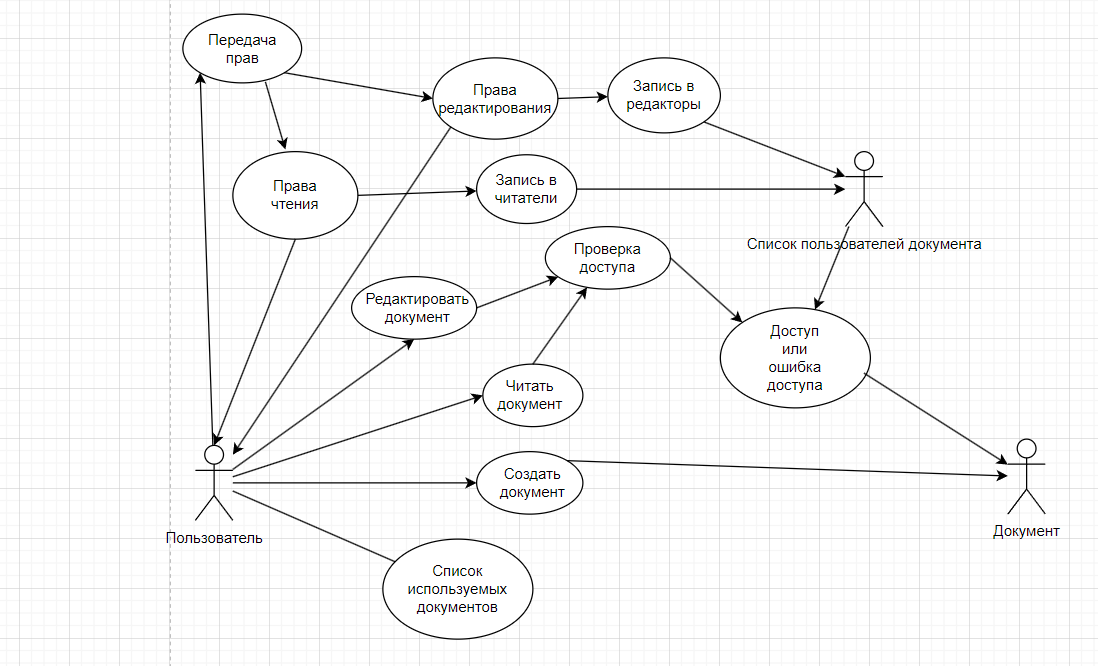 Передача
прав
Права
редактирования
Запись в
редакторы
Права
чтения
Запись в
читатели
Список пользователей документа
Проверка
доступа
Редактировать
документ
Доступ
или
ошибка
доступа
Читать
документ
Создать
документ
Пользователь
Документ
Список
используемых
документов